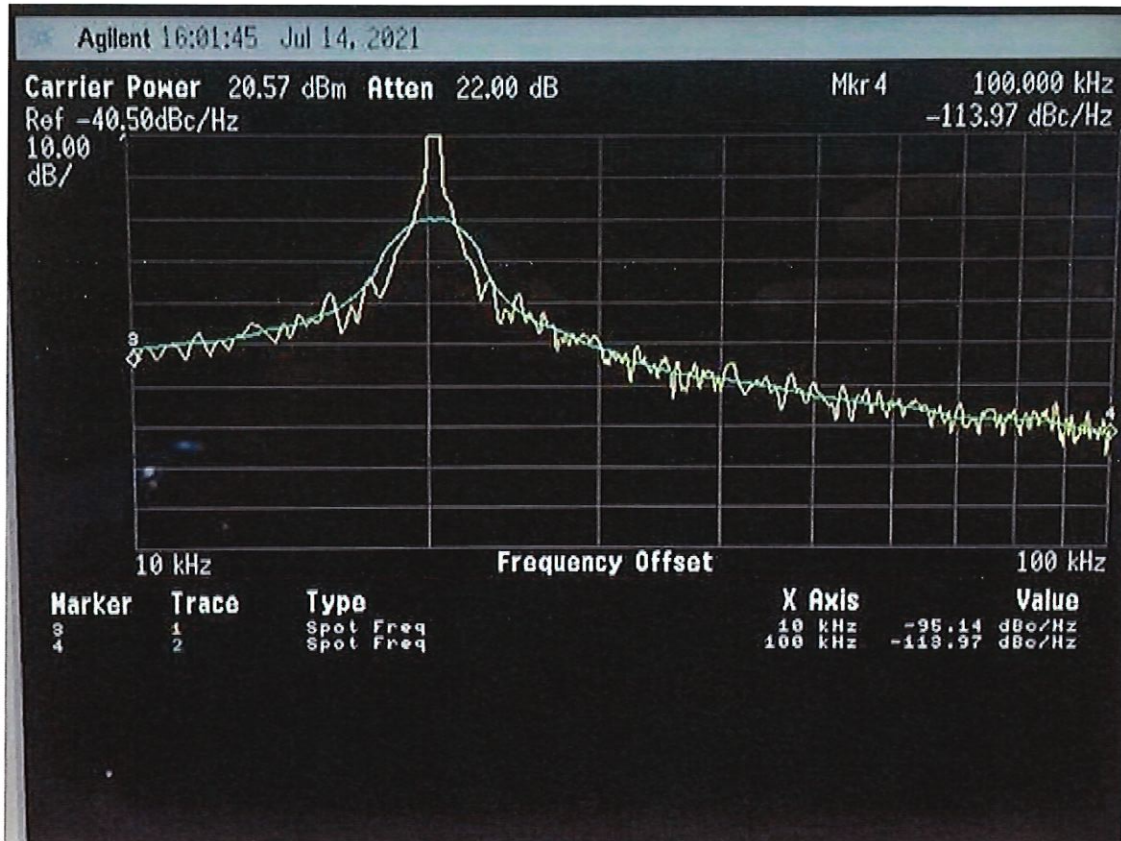 Agilent 16:01:45 Jul 14, 2021
Carrier Power 20.57 dBm Atten 22.00 dB Mkr 4 100.000 kHz
Ref -40.50dBc/Hz -113.97 dBc/Hz
10.00
dB/
3
4
10 kHz Frequency Offset 100 kHz
Marker Trace Type X Axis Value
3 1 Spot Freq 10 kHz -95.14 dBc/Hz
4 2 Spot Freq 100 kHz -113.97 dBc/Hz